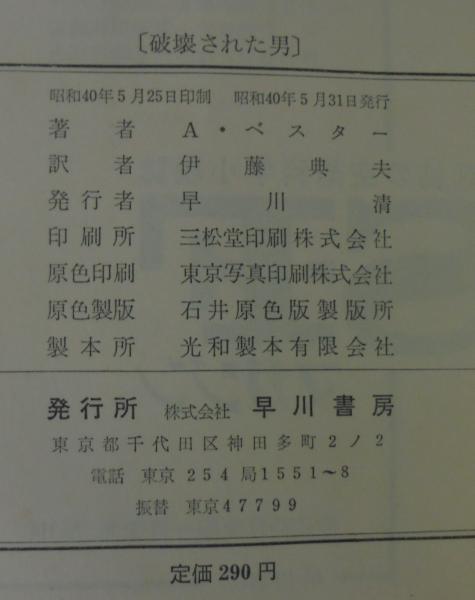 〔破壊された男〕
昭和40年5月25日印制 昭和40年5月31日発行
著者 A・ベスター
訳者 伊藤典夫
発行者 早川清
印刷所 三松堂印刷株式会社
原色印刷 東京写真印刷株式会社
原色製版 石井原色版製版所
製本所 光和製本有限会社
発行所 株式会社 早川書房
東京都千代田区神田多町2ノ2
電話 東京254局1551~8
振替 東京47799
定価290円